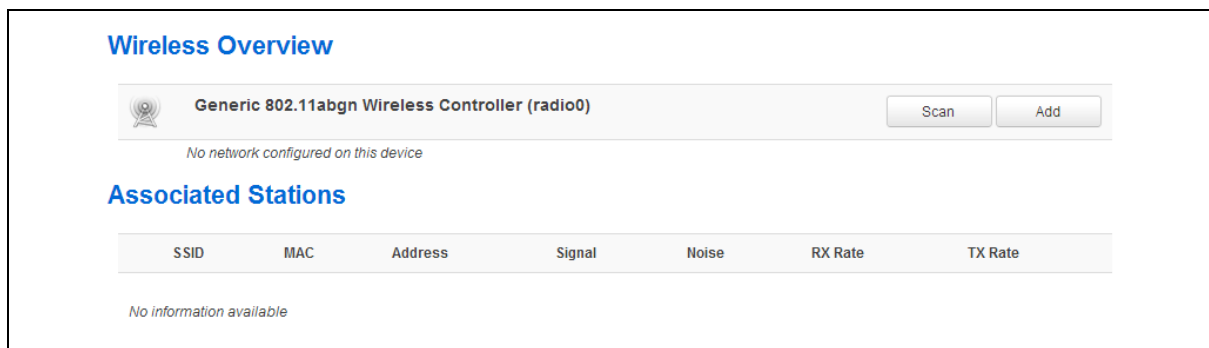 Wireless Overview
Generic 802.11abgn Wireless Controller (radio0)
Scan
Add
No network configured on this device
Associated Stations
SSID MAC Address Signal Noise RX Rate TX Rate
No information available